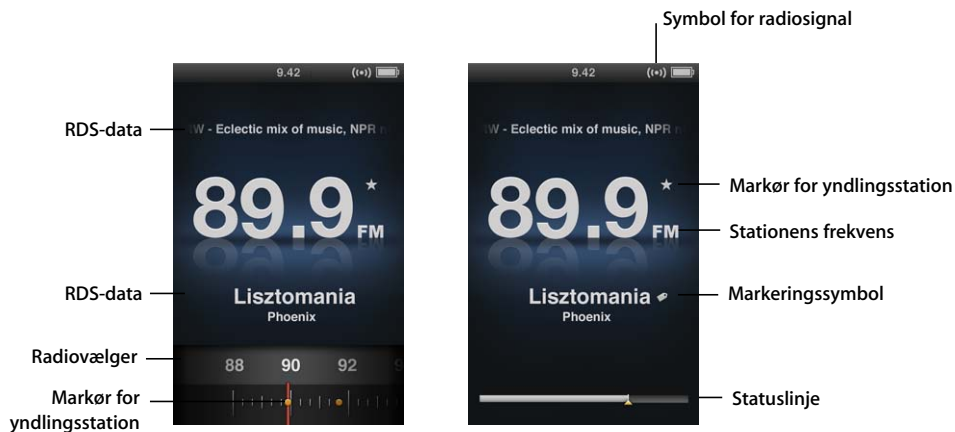 Symbol for radiosignal
9.42
9.42
RDS-data
- Eclectic mix of music, NPR
- Eclectic mix of music, NPR
89.9
FM
89.9
FM
Markør for yndlingsstation
Stationens frekvens
RDS-data
Lisztomania
Phoenix
Lisztomania
Phoenix
Markeringssymbol
Radiovælger
88 90 92
Markør for
yndlingsstation
Statuslinje